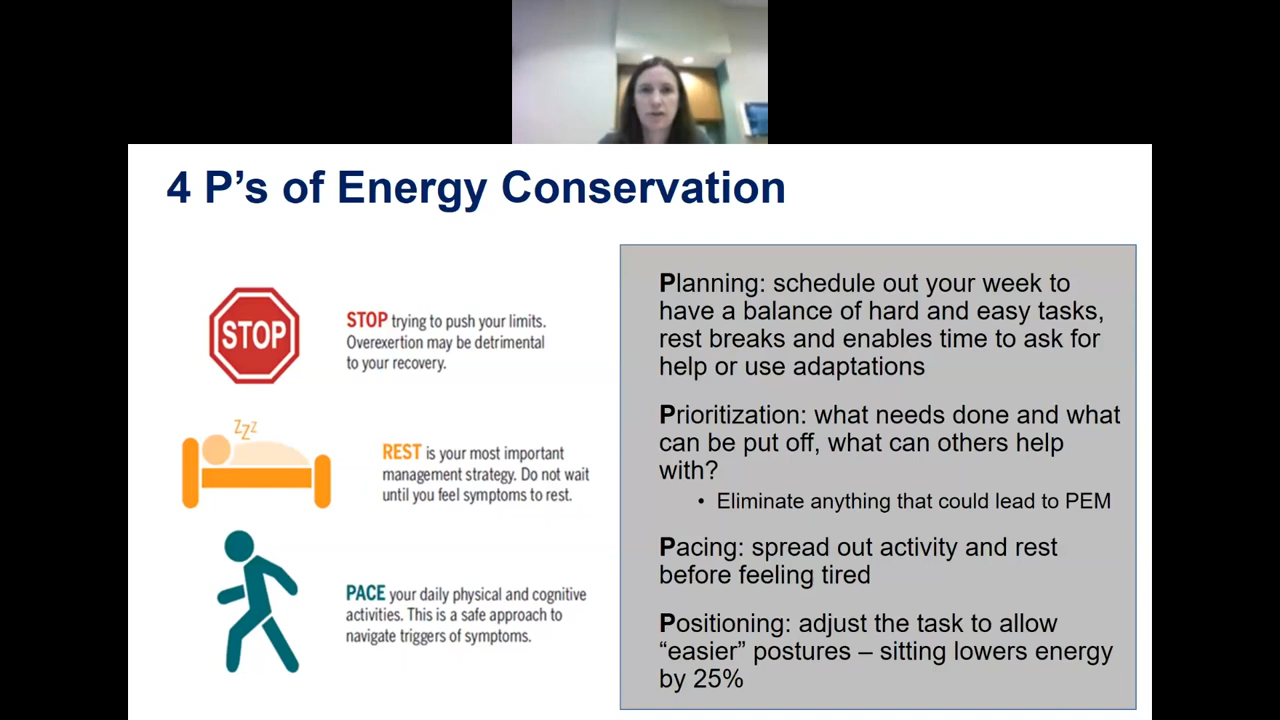 4 P’s of Energy Conservation
STOP
STOP trying to push your limits.
Overexertion may be detrimental
to your recovery.
ZZZ
REST is your most important
management strategy. Do not wait
until you feel symptoms to rest.
PACE your daily physical and cognitive
activities. This is a safe approach to
navigate triggers of symptoms.
Planning: schedule out your week to
have a balance of hard and easy tasks,
rest breaks and enables time to ask for
help or use adaptations
Prioritization: what needs done and what
can be put off, what can others help
with?
• Eliminate anything that could lead to PEM
Pacing: spread out activity and rest
before feeling tired
Positioning: adjust the task to allow
“easier” postures – sitting lowers energy
by 25%